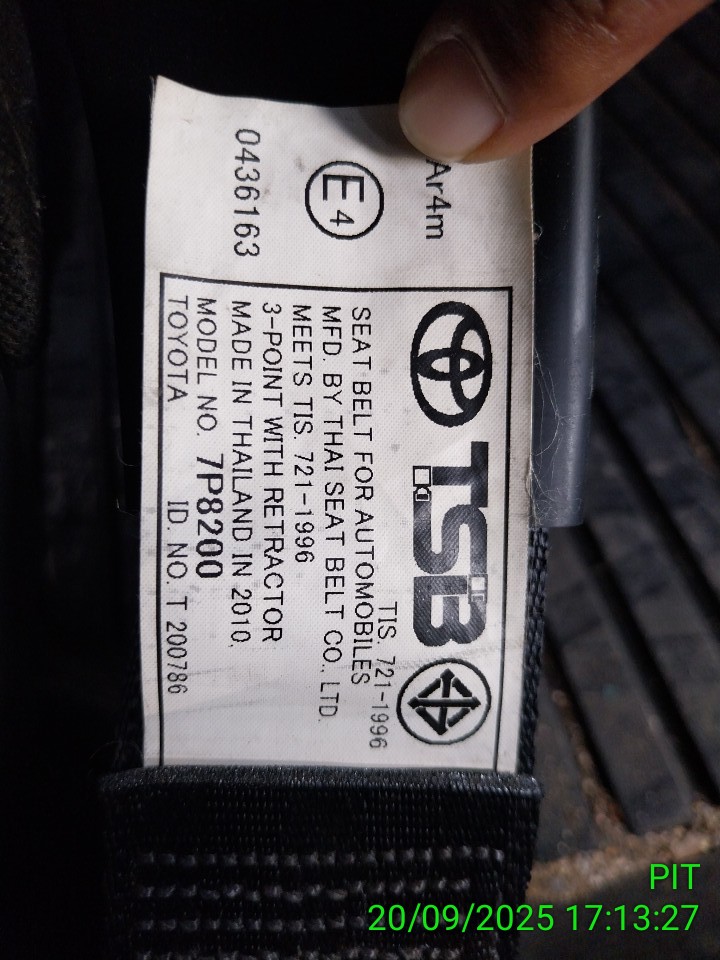 Ar4m
E4
0436163
TSB
TIS. 721-1996
SEAT BELT FOR AUTOMOBILES
MFD. BY THAI SEAT BELT CO., LTD.
MEETS TIS. 721-1996
3-POINT WITH RETRACTOR
MADE IN THAILAND IN 2010.
MODEL NO. 7P8200
TOYOTA ID. NO. T 200786
PIT
20/09/2025 17:13:27